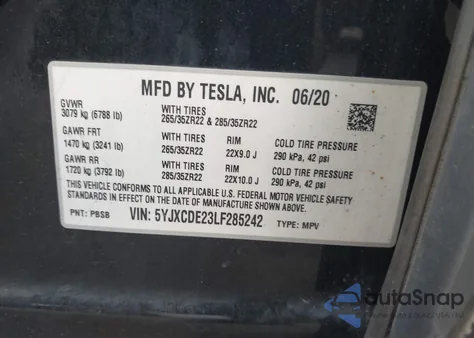 MFD BY TESLA, INC. 06/20
GVWR
3079 kg (6788 lb)
WITH TIRES
265/35ZR22 & 285/35ZR22
GAWR FRT WITH TIRES RIM COLD TIRE PRESSURE
1470 kg (3241 lb) 265/35ZR22 22X9.0 J 290 kPa, 42 psi
GAWR RR WITH TIRES RIM COLD TIRE PRESSURE
1720 kg (3792 lb) 285/35ZR22 22X10.0 J 290 kPa, 42 psi
THIS VEHICLE CONFORMS TO ALL APPLICABLE U.S. FEDERAL MOTOR VEHICLE
SAFETY AND THEFT PREVENTION STANDARDS IN EFFECT ON THE DATE OF
MANUFACTURE SHOWN ABOVE.
PNT: PBSB VIN: 5YJXCDE23LF285242 TYPE: MPV
AutoSnap